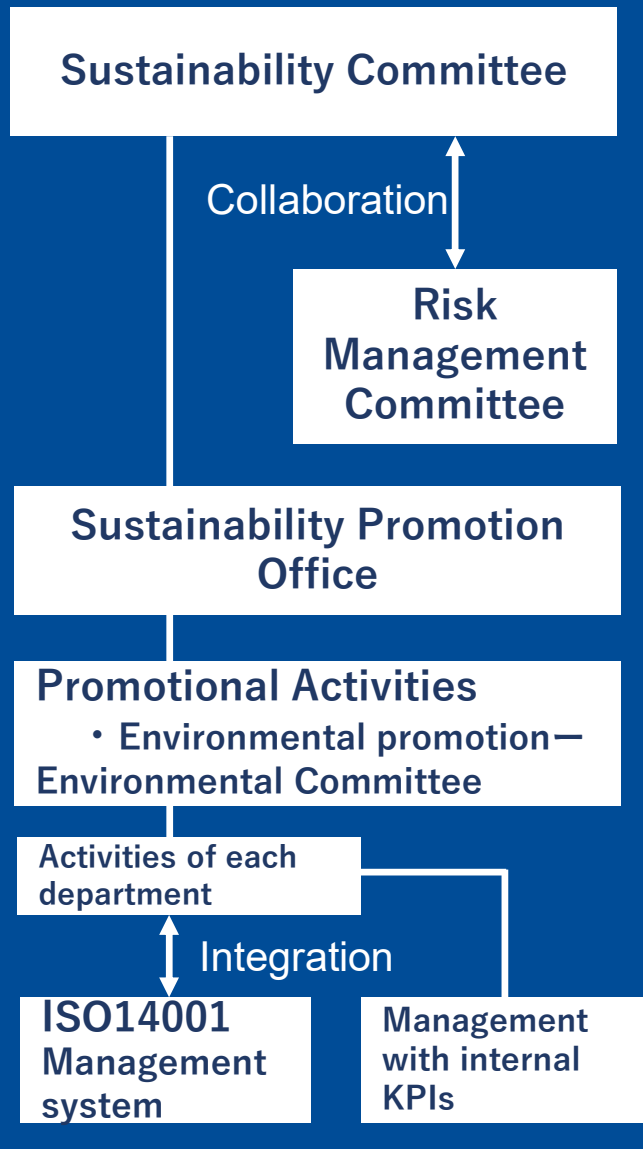 Sustainability Committee
Collaboration
Risk
Management
Committee
Sustainability Promotion
Office
Promotional Activities
・Environmental promotion—
Environmental Committee
Activities of each
department
Integration
ISO14001
Management
system
Management
with internal
KPIs